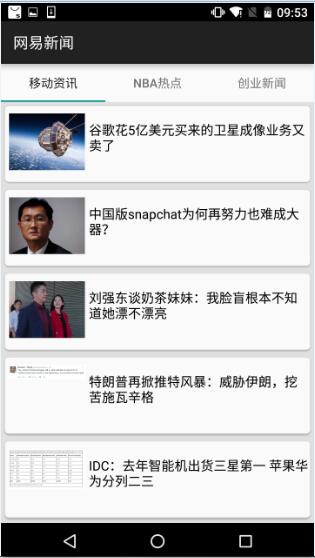 09:53
网易新闻
移动资讯 NBA热点 创业新闻
谷歌花5亿美元买来的卫星成像业务又
卖了
中国版snapchat为何再努力也难成大
器？
刘强东谈奶茶妹妹：我脸盲根本不知
道她漂不漂亮
特朗普再掀推特风暴：威胁伊朗，挖
苦施瓦辛格
IDC：去年智能机出货三星第一 苹果华
为分列二三